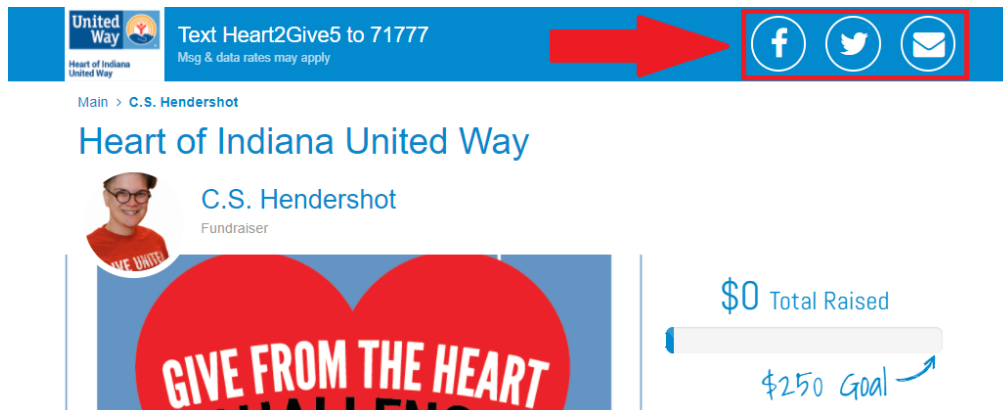 United
Way
Heart of Indiana
United Way
Text Heart2Give5 to 71777
Msg & data rates may apply
Main > C.S. Hendershot
Heart of Indiana United Way
C.S. Hendershot
Fundraiser
GIVE FROM THE HEART
$0 Total Raised
$250 Goal